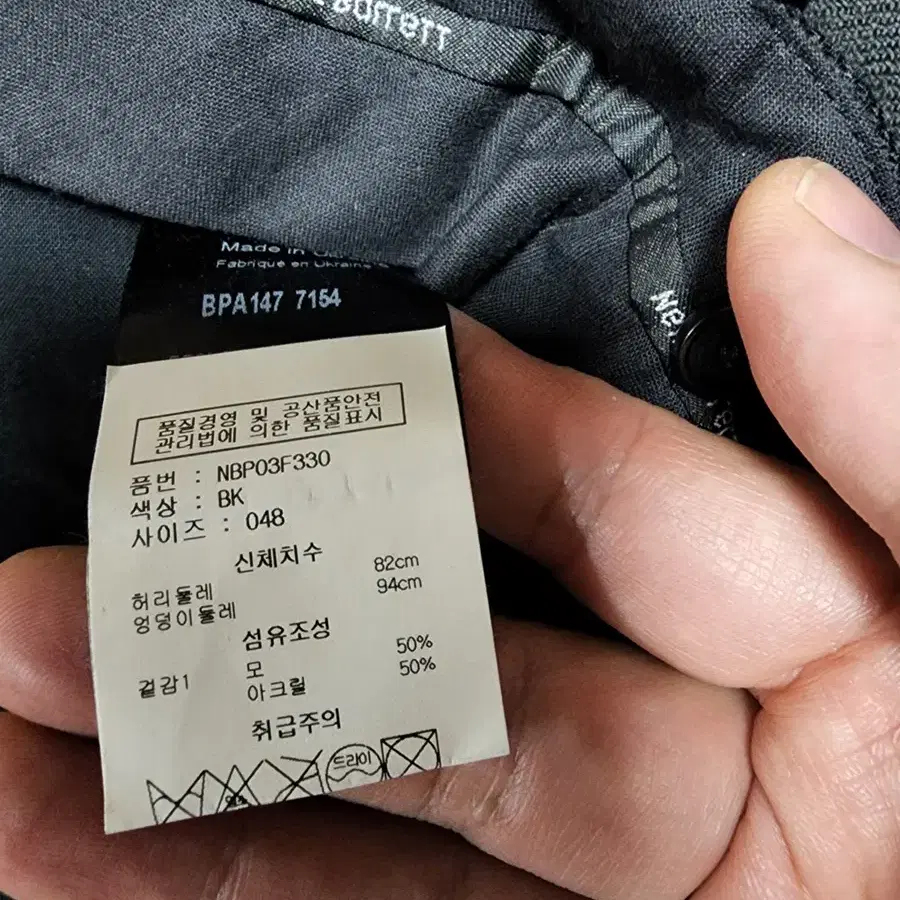 Made in
Fabriqué en Ukraine
BPA147 7154
품질경영 및 공산품안전
관리법에 의한 품질표시
품번 : NBP03F330
색상 : BK
사이즈 : 048
신체치수
허리둘레 82cm
엉덩이둘레 94cm
섬유조성
겉감1 모 50%
아크릴 50%
취급주의
드라이